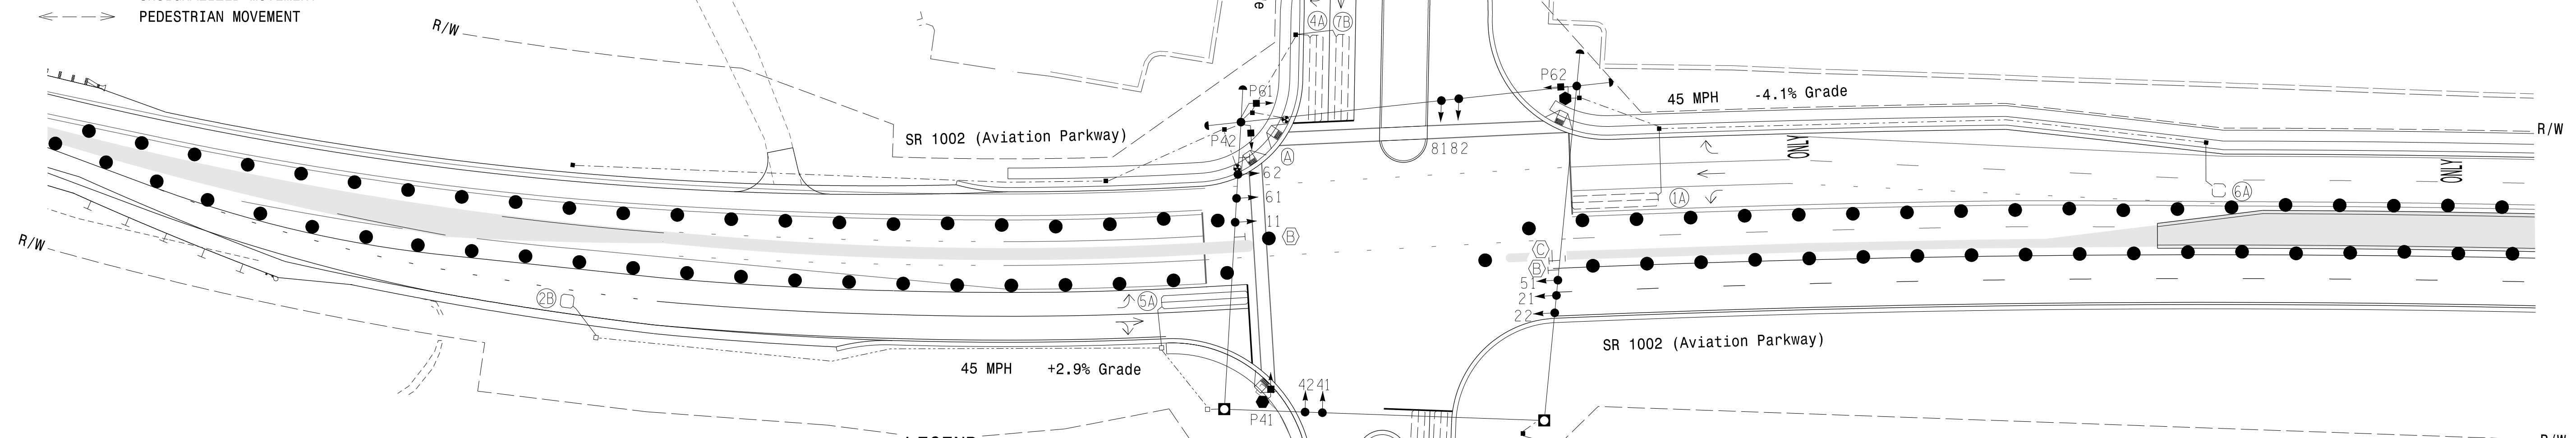 PEDESTRIAN MOVEMENT
R/W
4A
7B
P61
P62
45 MPH -4.1% Grade
SR 1002 (Aviation Parkway)
P42
8182
ONLY
R/W
A
62
ONLY
61
1A
6A
11
B
R/W
C
B
51
2B
5A
21
22
SR 1002 (Aviation Parkway)
45 MPH +2.9% Grade
4241
P41